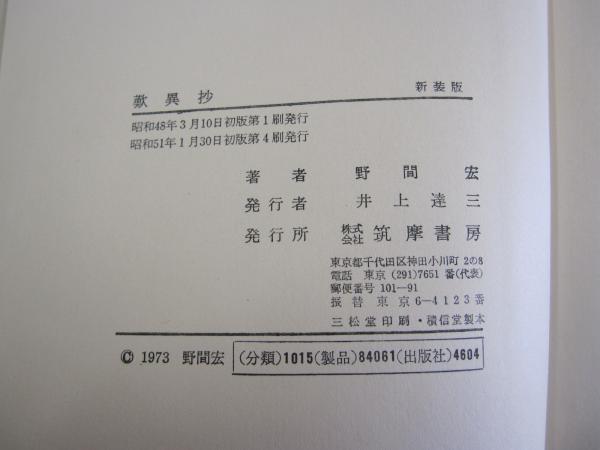 歎異抄　新装版
昭和48年3月10日初版第1刷発行
昭和51年1月30日初版第4刷発行
著者　野間宏
発行者　井上達三
発行所　株式会社　筑摩書房
東京都千代田区神田小川町2の8
電話　東京(291)7651番(代表)
郵便番号　101―91
振替　東京6―4123番
三松堂印刷・積信堂製本
© 1973 野間宏　(分類)1015(製品)84061(出版社)4604